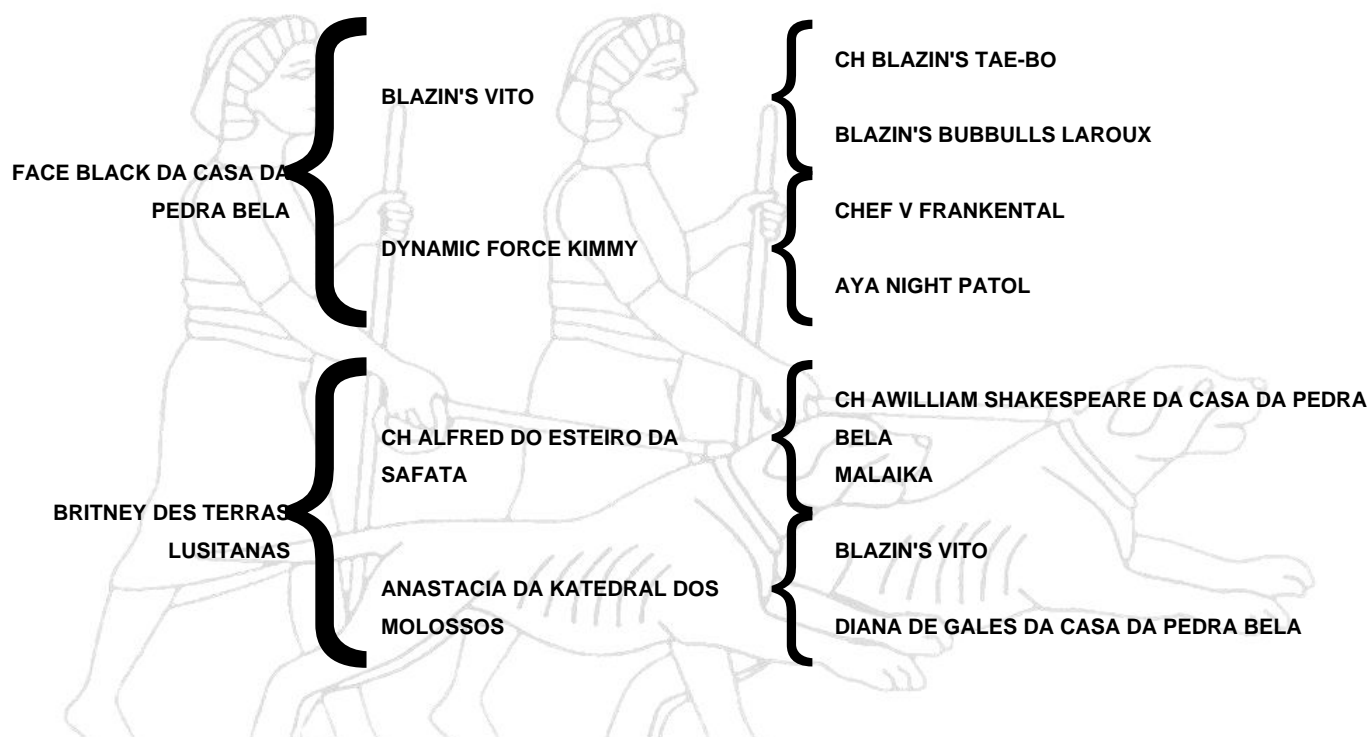 FACE BLACK DA CASA DA
PEDRA BELA
BLAZIN'S VITO
CH BLAZIN'S TAE-BO
BLAZIN'S BUBBULLS LAROUX
DYNAMIC FORCE KIMMY
CHEF V FRANKENTAL
AYA NIGHT PATOL
BRITNEY DES TERRAS
LUSITANAS
CH ALFRED DO ESTEIRO DA
SAFATA
CH AWILLIAM SHAKESPEARE DA CASA DA PEDRA
BELA
MALAIKA
ANASTACIA DA KATEDRAL DOS
MOLOSSOS
BLAZIN'S VITO
DIANA DE GALES DA CASA DA PEDRA BELA